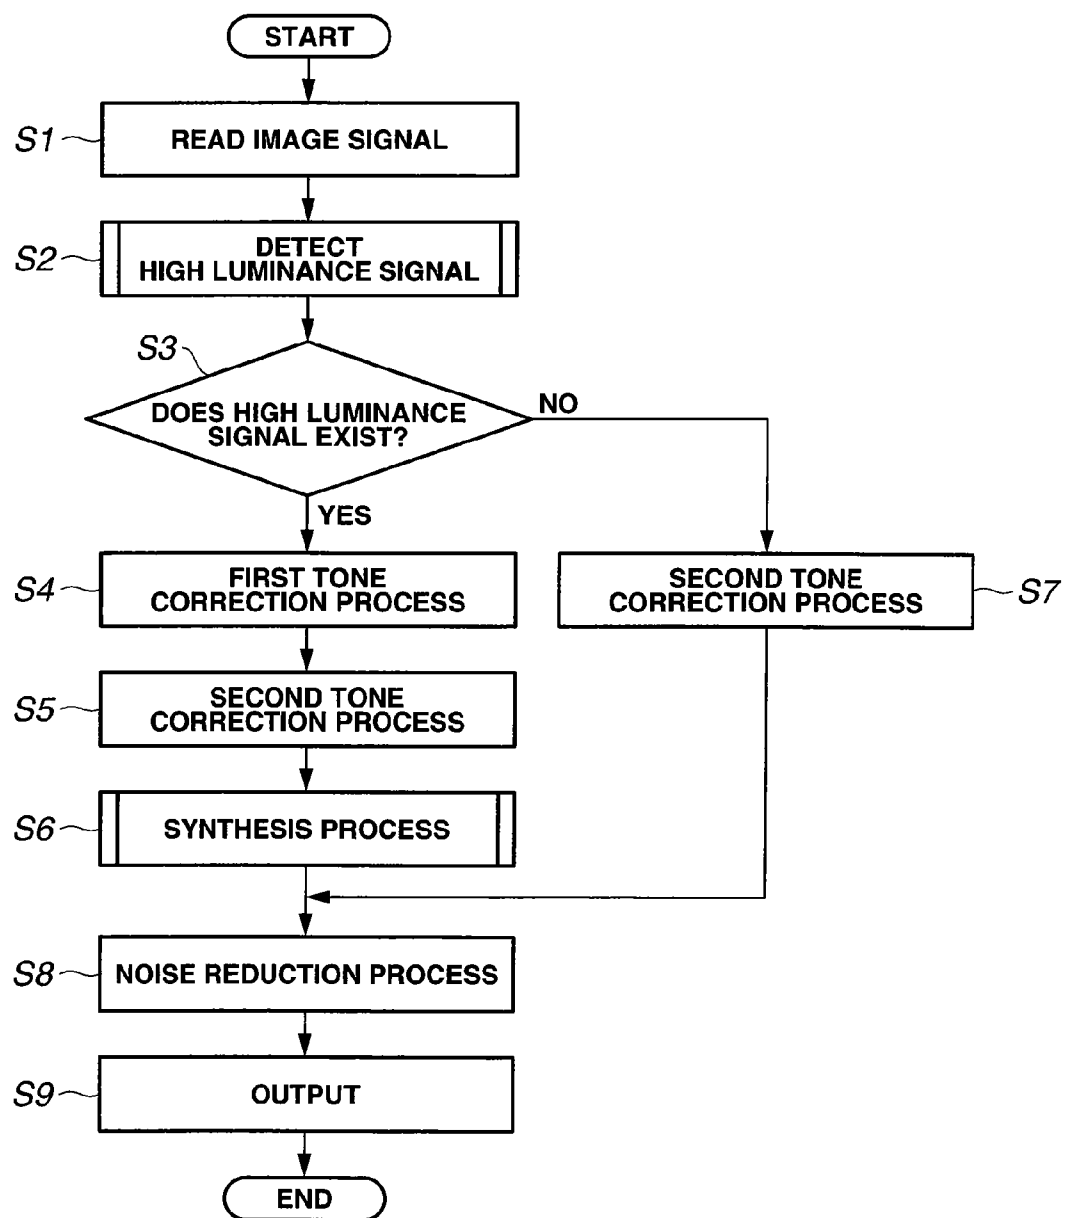 START
S1
READ IMAGE SIGNAL
S2
DETECT
HIGH LUMINANCE SIGNAL
S3
DOES HIGH LUMINANCE
SIGNAL EXIST?
NO
YES
S4
FIRST TONE
CORRECTION PROCESS
SECOND TONE
CORRECTION PROCESS
S7
S5
SECOND TONE
CORRECTION PROCESS
S6
SYNTHESIS PROCESS
S8
NOISE REDUCTION PROCESS
S9
OUTPUT
END